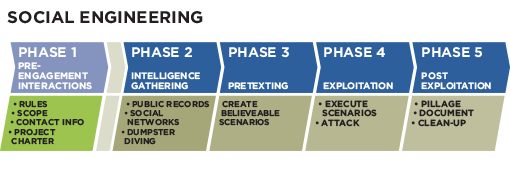 SOCIAL ENGINEERING
PHASE 1
PRE-
ENGAGEMENT
INTERACTIONS
• RULES
• SCOPE
• CONTACT INFO
• PROJECT
CHARTER
PHASE 2
INTELLIGENCE
GATHERING
• PUBLIC RECORDS
• SOCIAL
NETWORKS
• DUMPSTER
DIVING
PHASE 3
PRETEXTING
CREATE
BELIEVEABLE
SCENARIOS
PHASE 4
EXPLOITATION
• EXECUTE
SCENARIOS
• ATTACK
PHASE 5
POST
EXPLOITATION
• PILLAGE
• DOCUMENT
• CLEAN-UP